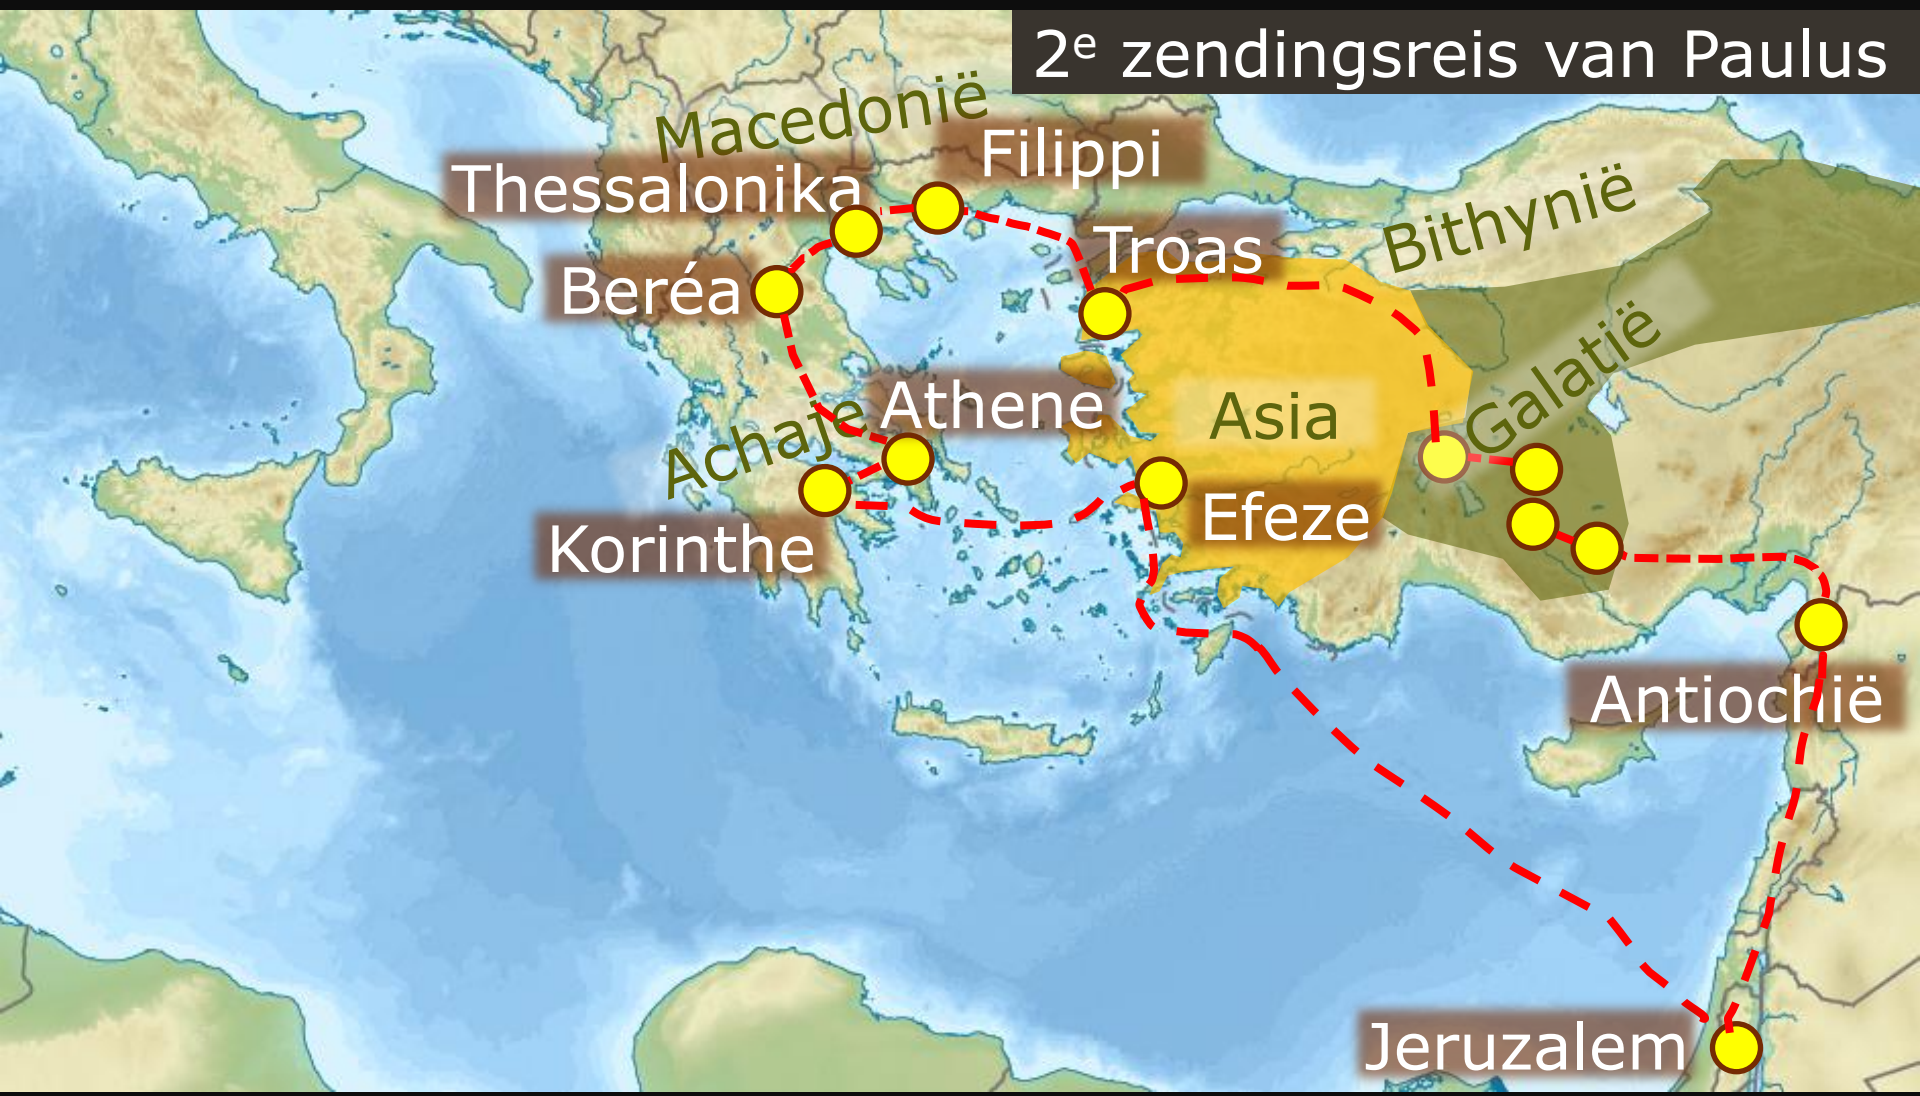 2e zendingsreis van Paulus
Macedonië
Filippi
Thessalonika
Bithynië
Troas
Beréa
Galatië
Athene
Asia
Achaje
Efeze
Korinthe
Antiochië
Jeruzalem